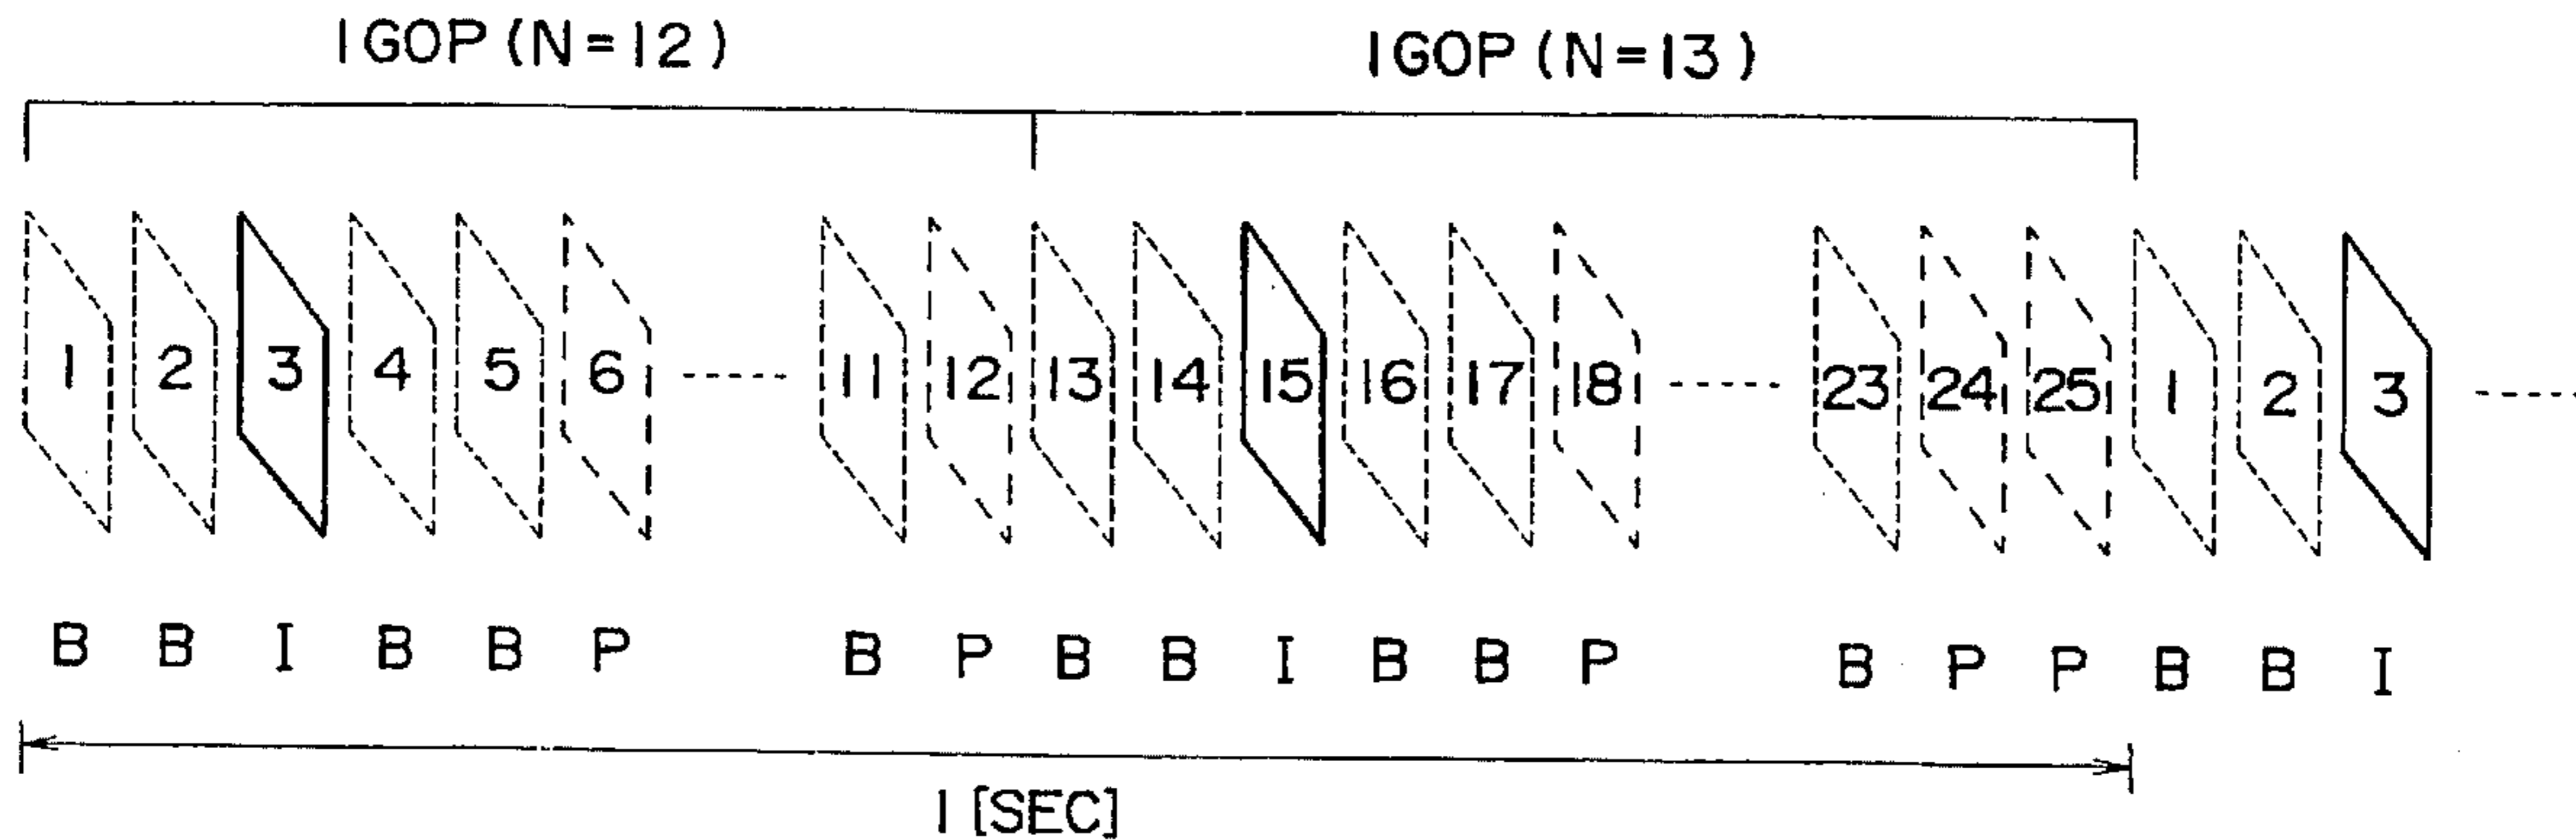 1GOP (N=12) 1GOP (N=13)
1 2 3 4 5 6 ----- 11 12 13 14 15 16 17 18 ----- 23 24 25 1 2 3 -----
B B I B B P B P B B I B B P B P P B B I
1 [SEC]